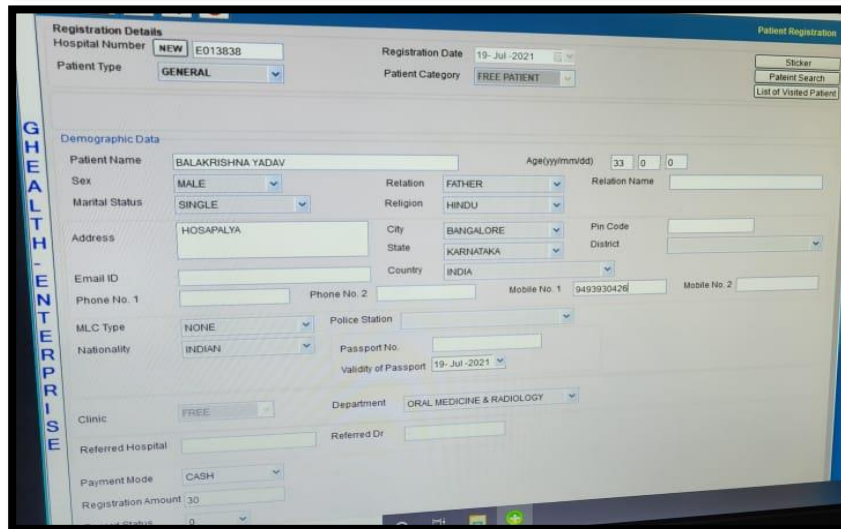 Patient Registration
Registration Details
Hospital Number NEW E013838 Registration Date 19- Jul -2021
Patient Type GENERAL Patient Category FREE PATIENT
Sticker
Pateint Search
List of Visited Patient
GHEALTH - ENTERPRISE
Demographic Data
Patient Name BALAKRISHNA YADAV Age(yyy/mm/dd) 33 0 0
Sex MALE Relation FATHER Relation Name
Marital Status SINGLE Religion HINDU
Address HOSAPALYA City BANGALORE Pin Code
State KARNATAKA District
Email ID Country INDIA
Phone No. 1 Phone No. 2 Mobile No. 1 9493930426 Mobile No. 2
MLC Type NONE Police Station
Nationality INDIAN Passport No.
Validity of Passport 19- Jul -2021
Clinic FREE Department ORAL MEDICINE & RADIOLOGY
Referred Hospital Referred Dr
Payment Mode CASH
Registration Amount 30
Status 0